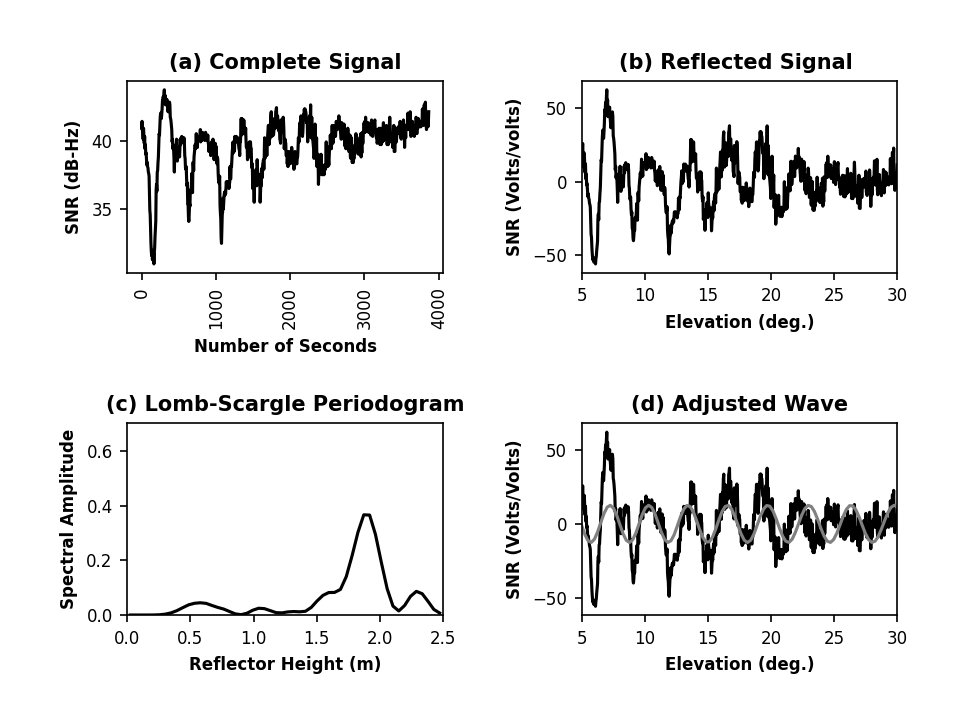 (a) Complete Signal
SNR (dB-Hz)
40
35
0
1000
2000
3000
4000
Number of Seconds
(b) Reflected Signal
SNR (Volts/volts)
50
0
−50
5
10
15
20
25
30
Elevation (deg.)
(c) Lomb-Scargle Periodogram
Spectral Amplitude
0.6
0.4
0.2
0.0
0.0
0.5
1.0
1.5
2.0
2.5
Reflector Height (m)
(d) Adjusted Wave
SNR (Volts/Volts)
50
0
−50
5
10
15
20
25
30
Elevation (deg.)